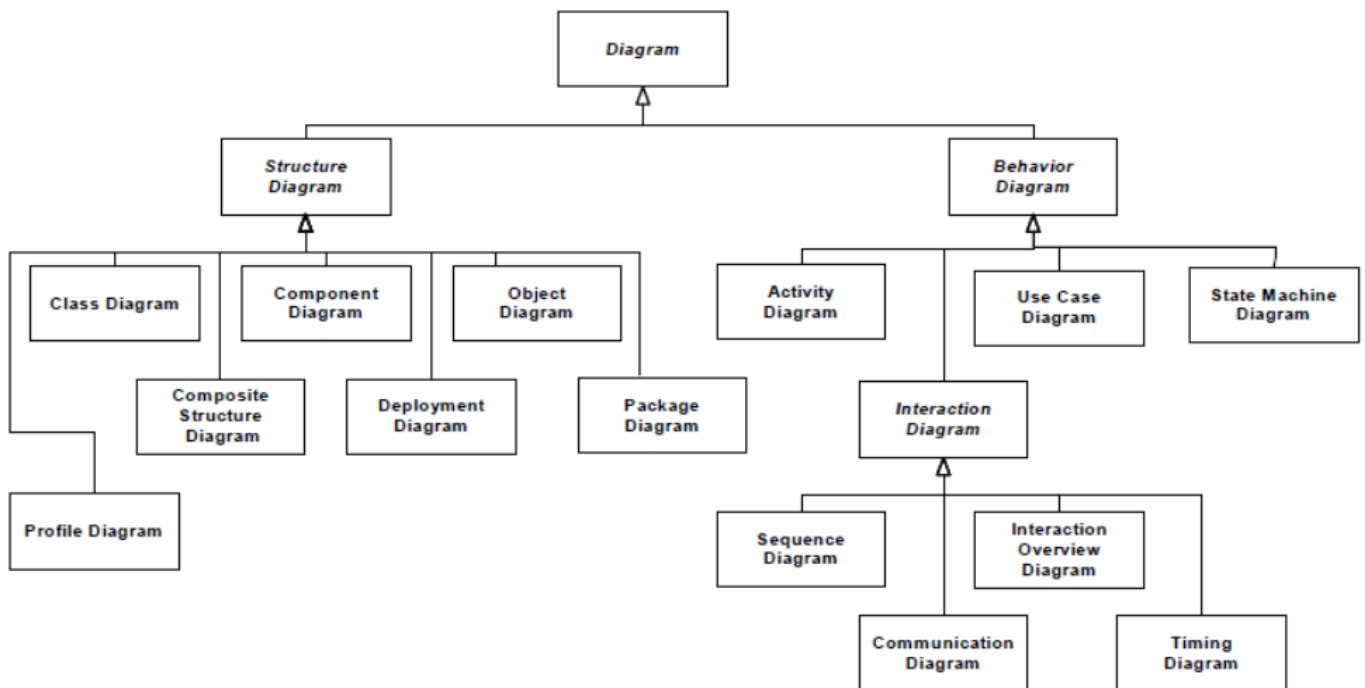 Diagram
Structure
Diagram
Behavior
Diagram
Class Diagram
Component
Diagram
Object
Diagram
Activity
Diagram
Use Case
Diagram
State Machine
Diagram
Composite
Structure
Diagram
Deployment
Diagram
Package
Diagram
Interaction
Diagram
Profile Diagram
Sequence
Diagram
Interaction
Overview
Diagram
Communication
Diagram
Timing
Diagram